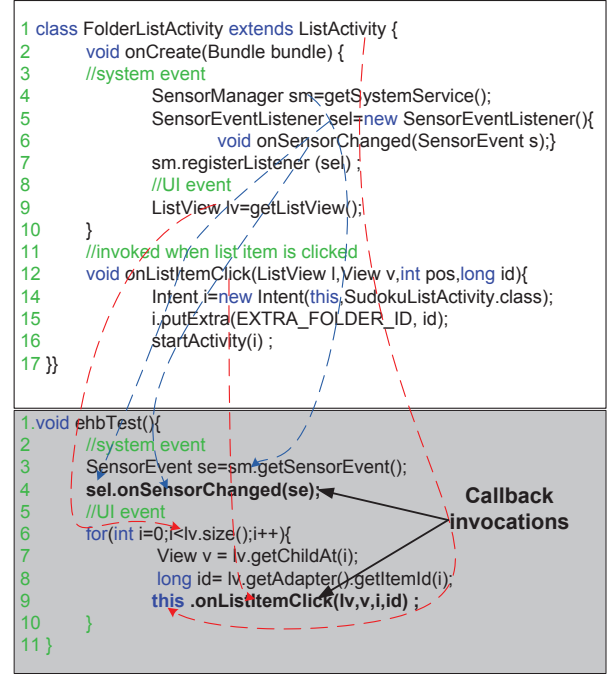 1 class FolderListActivity extends ListActivity {
2 void onCreate(Bundle bundle) {
3 //system event
4 SensorManager sm=getSystemService();
5 SensorEventListener sel=new SensorEventListener(){
6 void onSensorChanged(SensorEvent s);}
7 sm.registerListener (sel) ;
8 //UI event
9 ListView lv=getListView();
10 }
11 //invoked when list item is clicked
12 void onListItemClick(ListView l,View v,int pos,long id){
14 Intent i=new Intent(this,SudokuListActivity.class);
15 i.putExtra(EXTRA_FOLDER_ID, id);
16 startActivity(i) ;
17 }}
1.void ehbTest(){
2 //system event
3 SensorEvent se=sm.getSensorEvent();
4 sel.onSensorChanged(se);
5 //UI event
6 for(int i=0;i<lv.size();i++){
7 View v = lv.getChildAt(i);
8 long id= lv.getAdapter().getItemId(i);
9 this .onListItemClick(lv,v,i,id) ;
10 }
11 }
Callback
invocations